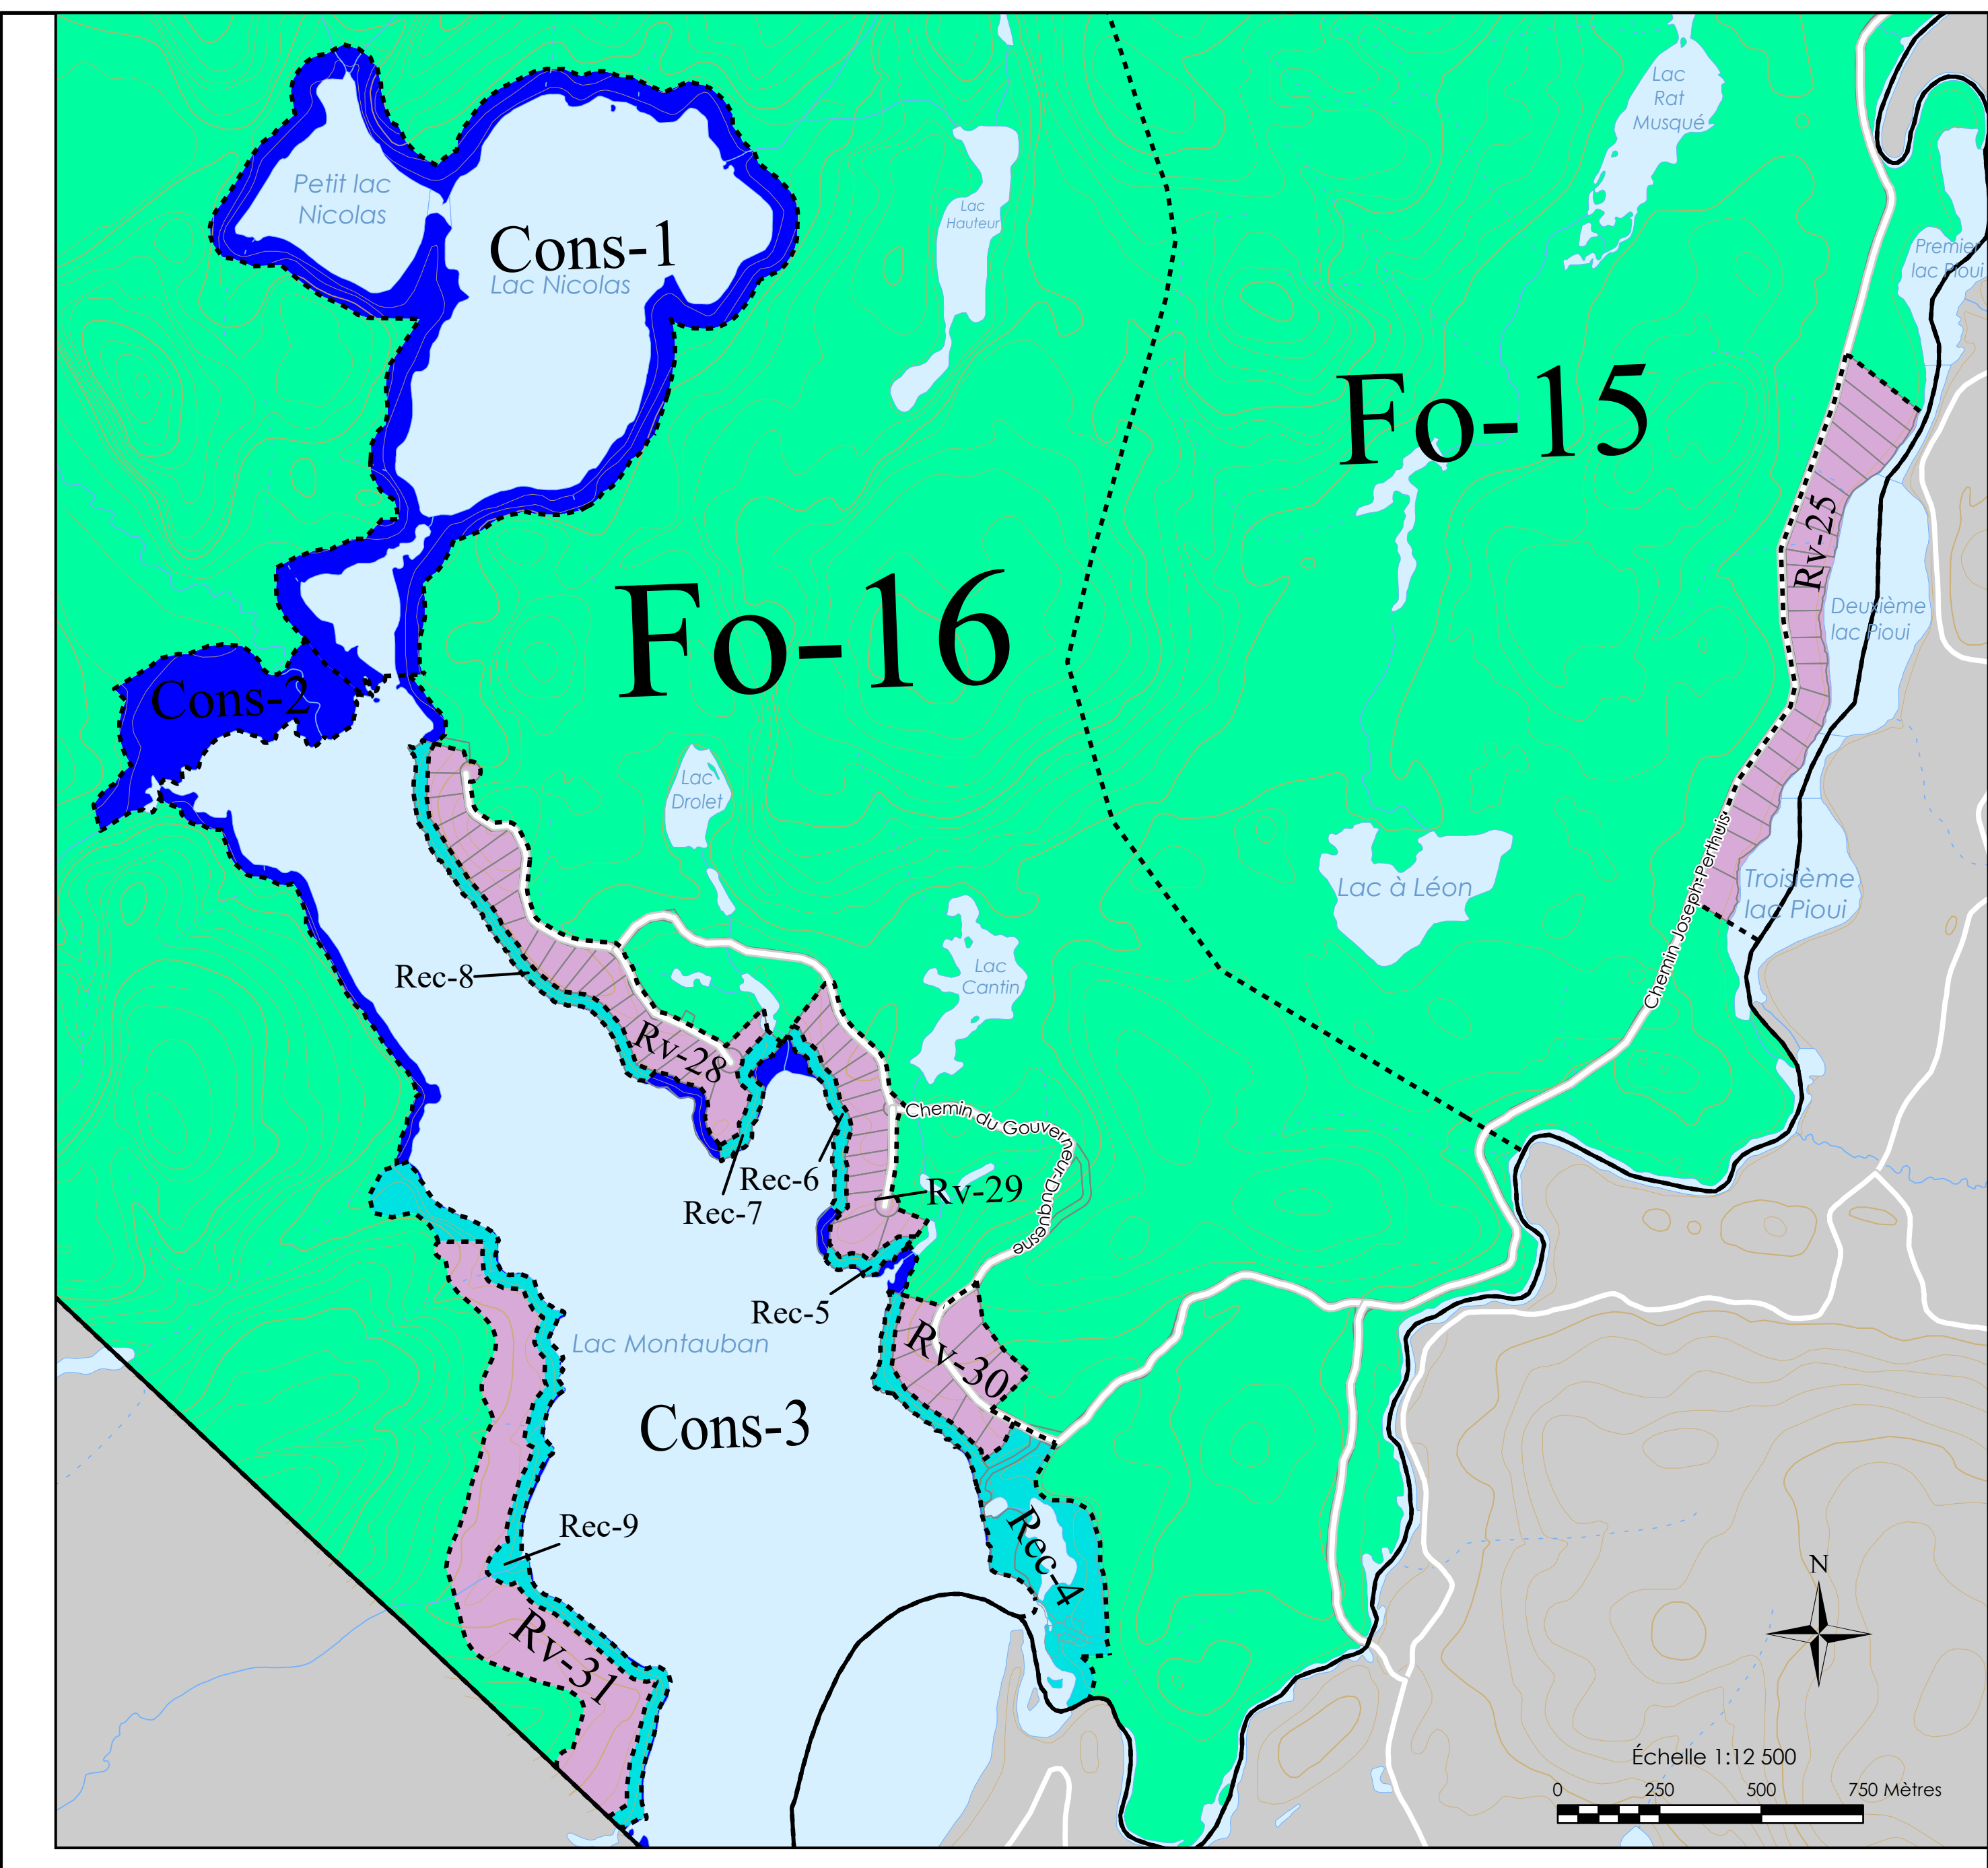 Lac
Rat
Musqué
Petit lac
Nicolas
Lac
Hauteur
Cons-1
Lac Nicolas
Premier
lac Pioui
Fo-15
Rv-25
Fo-16
Deuxième
lac Pioui
Cons-2
Lac
Drolet
Chemin Joseph-Perthuis
Lac à Léon
Troisième
lac Pioui
Rec-8
Lac
Cantin
Rv-28
Chemin du Gouverneur-Duquesne
Rec-6
Rv-29
Rec-7
Rec-5
Lac Montauban
Rv-30
Cons-3
Rec-9
Rec-4
N
Rv-31
Échelle 1:12 500
0 250 500 750 Mètres